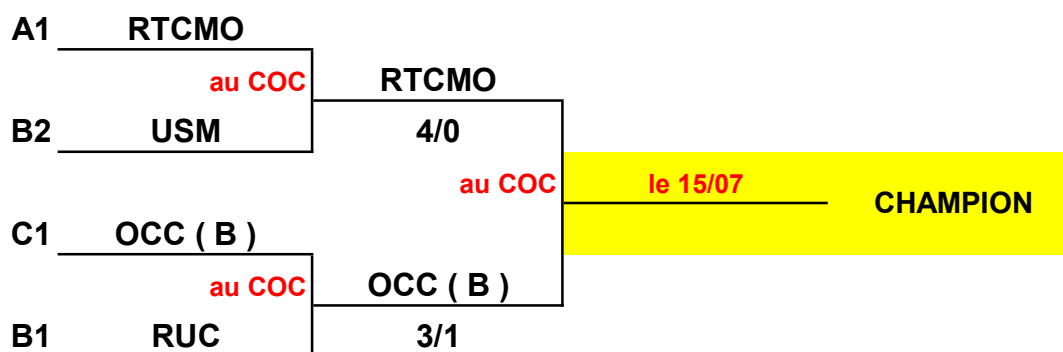 A1 RTCMO
au COC RTCMO
B2 USM 4/0
au COC le 15/07 CHAMPION
C1 OCC ( B )
au COC OCC ( B )
B1 RUC 3/1